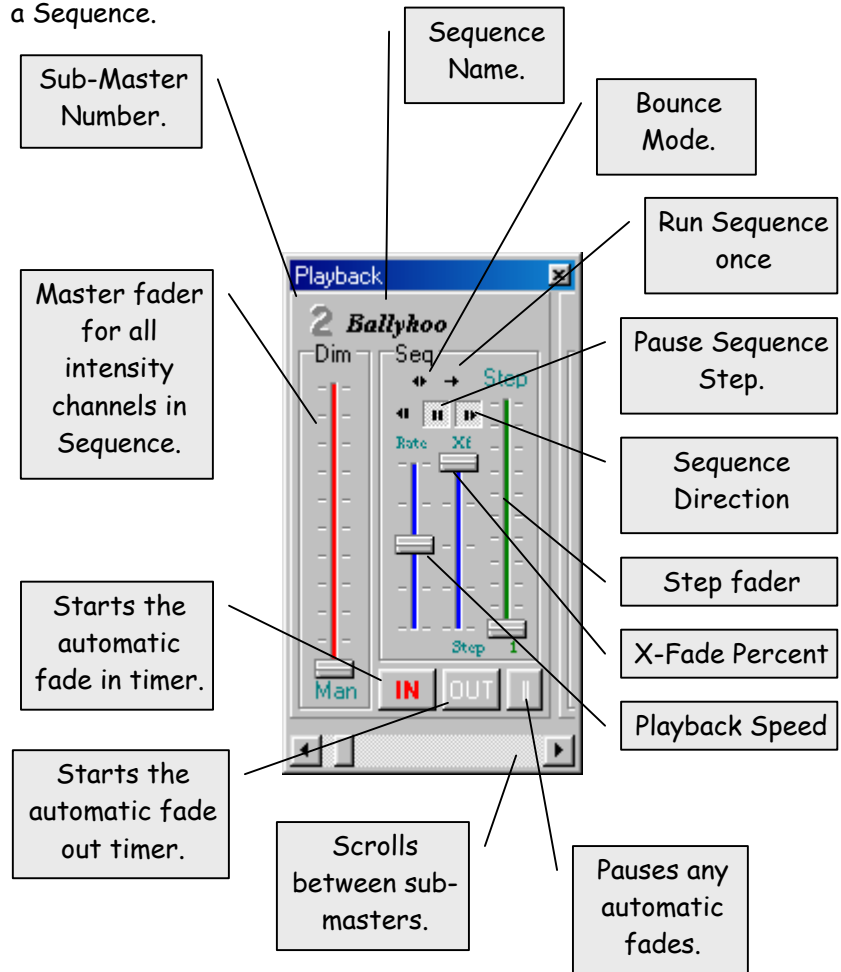 a Sequence.
Sequence
Name.
Sub-Master
Number.
Bounce
Mode.
Run Sequence
once
Master fader
for all
intensity
channels in
Sequence.
Pause Sequence
Step.
Sequence
Direction
Step fader
X-Fade Percent
Playback Speed
Starts the
automatic
fade in timer.
Starts the
automatic fade
out timer.
Scrolls
between sub-
masters.
Pauses any
automatic
fades.
Playback
2 Ballyhoo
Dim
Seq
Step
Rate Xf
Step 1
Man
IN OUT